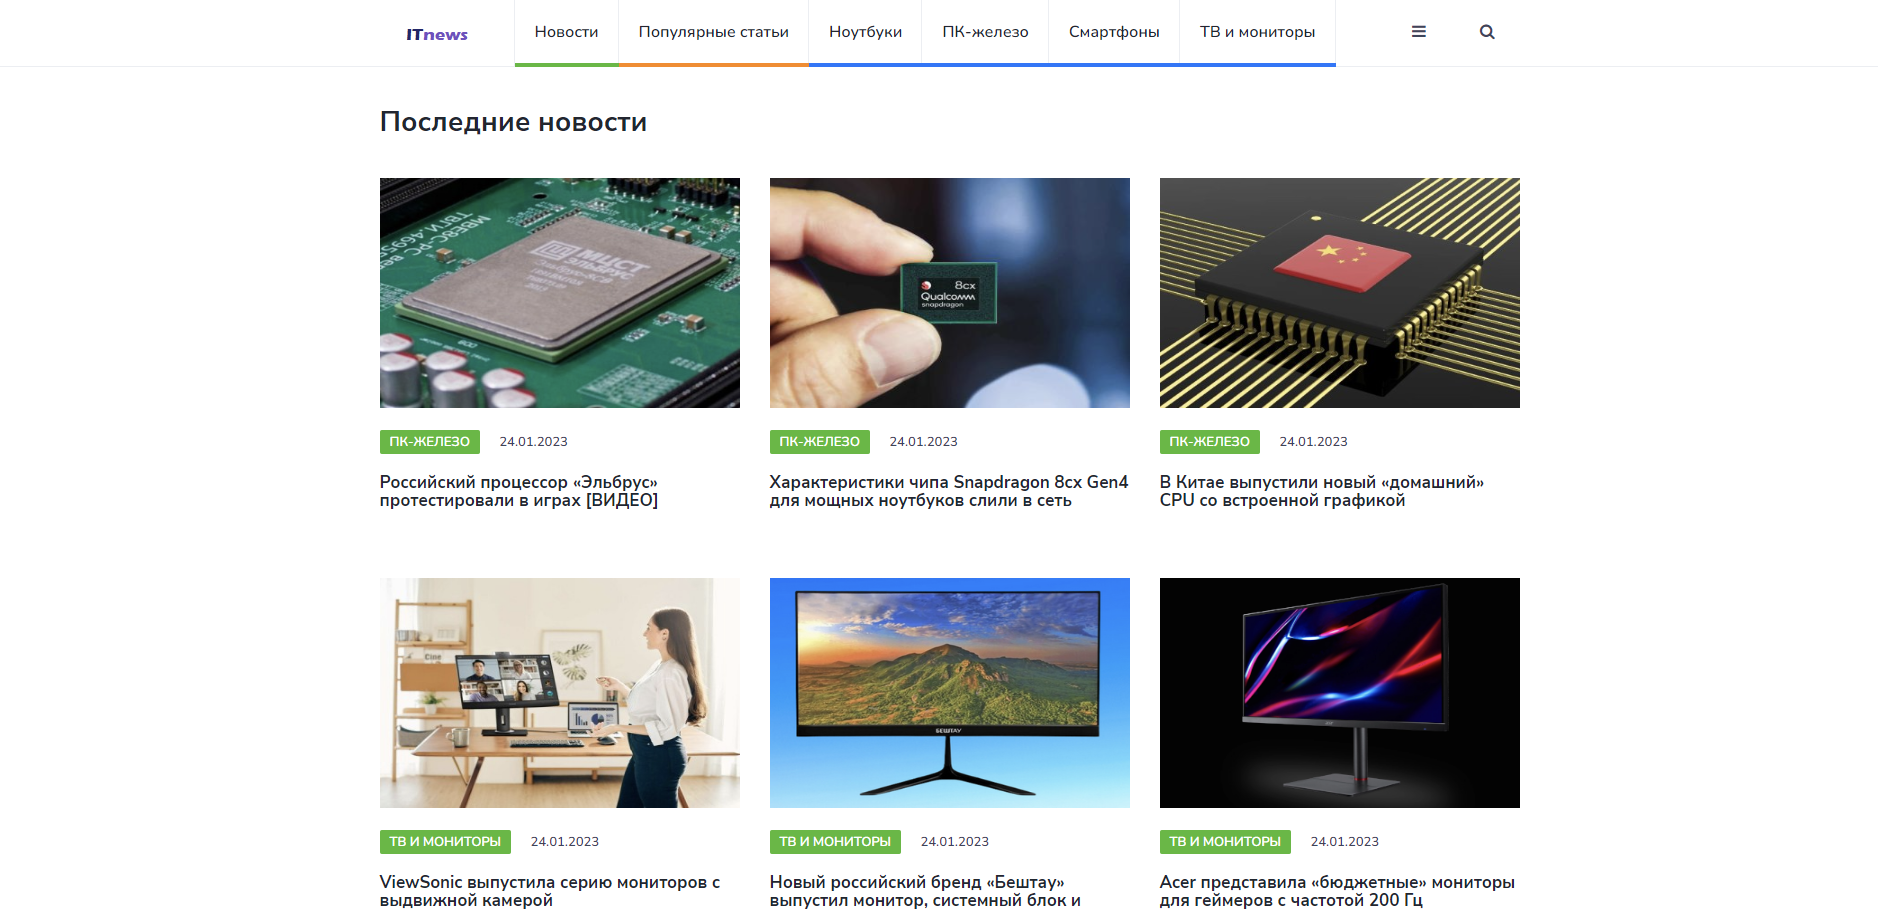 ITnews
Новости
Популярные статьи
Ноутбуки
ПК-железо
Смартфоны
ТВ и мониторы
Последние новости
МЦСТ
ЭЛЬБРУС
8cx
Qualcomm
snapdragon
ПК-ЖЕЛЕЗО 24.01.2023
Российский процессор «Эльбрус»
протестировали в играх [ВИДЕО]
ПК-ЖЕЛЕЗО 24.01.2023
Характеристики чипа Snapdragon 8cx Gen4
для мощных ноутбуков слили в сеть
ПК-ЖЕЛЕЗО 24.01.2023
В Китае выпустили новый «домашний»
CPU со встроенной графикой
БЕШТАУ
ТВ И МОНИТОРЫ 24.01.2023
ViewSonic выпустила серию мониторов с
выдвижной камерой
ТВ И МОНИТОРЫ 24.01.2023
Новый российский бренд «Бештау»
выпустил монитор, системный блок и
ТВ И МОНИТОРЫ 24.01.2023
Acer представила «бюджетные» мониторы
для геймеров с частотой 200 Гц